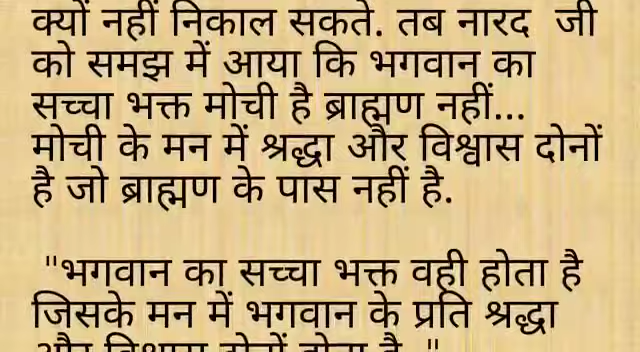 क्यों नहीं निकाल सकते. तब नारद  जी
को समझ में आया कि भगवान का
सच्चा भक्त मोची है ब्राह्मण नहीं...
मोची के मन में श्रद्धा और विश्वास दोनों
है जो ब्राह्मण के पास नहीं है.
"भगवान का सच्चा भक्त वही होता है
जिसके मन में भगवान के प्रति श्रद्धा
और विश्वास दोनों होता है.."